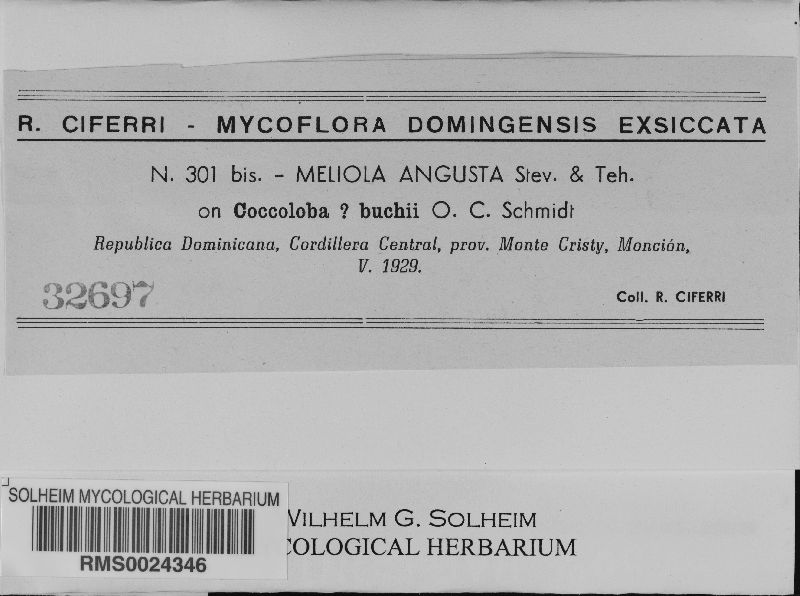 R. CIFERRI - MYCOFLORA DOMINGENSIS EXSICCATA
N. 301 bis. - MELIOLA ANGUSTA Stev. & Teh.
on Coccoloba ? buchii O. C. Schmidt
Republica Dominicana, Cordillera Central, prov. Monte Cristy, Monción,
V. 1929.
32697
Coll. R. CIFERRI
SOLHEIM MYCOLOGICAL HERBARIUM
RMS0024346
VILHELM G. SOLHEIM
COLOGICAL HERBARIUM